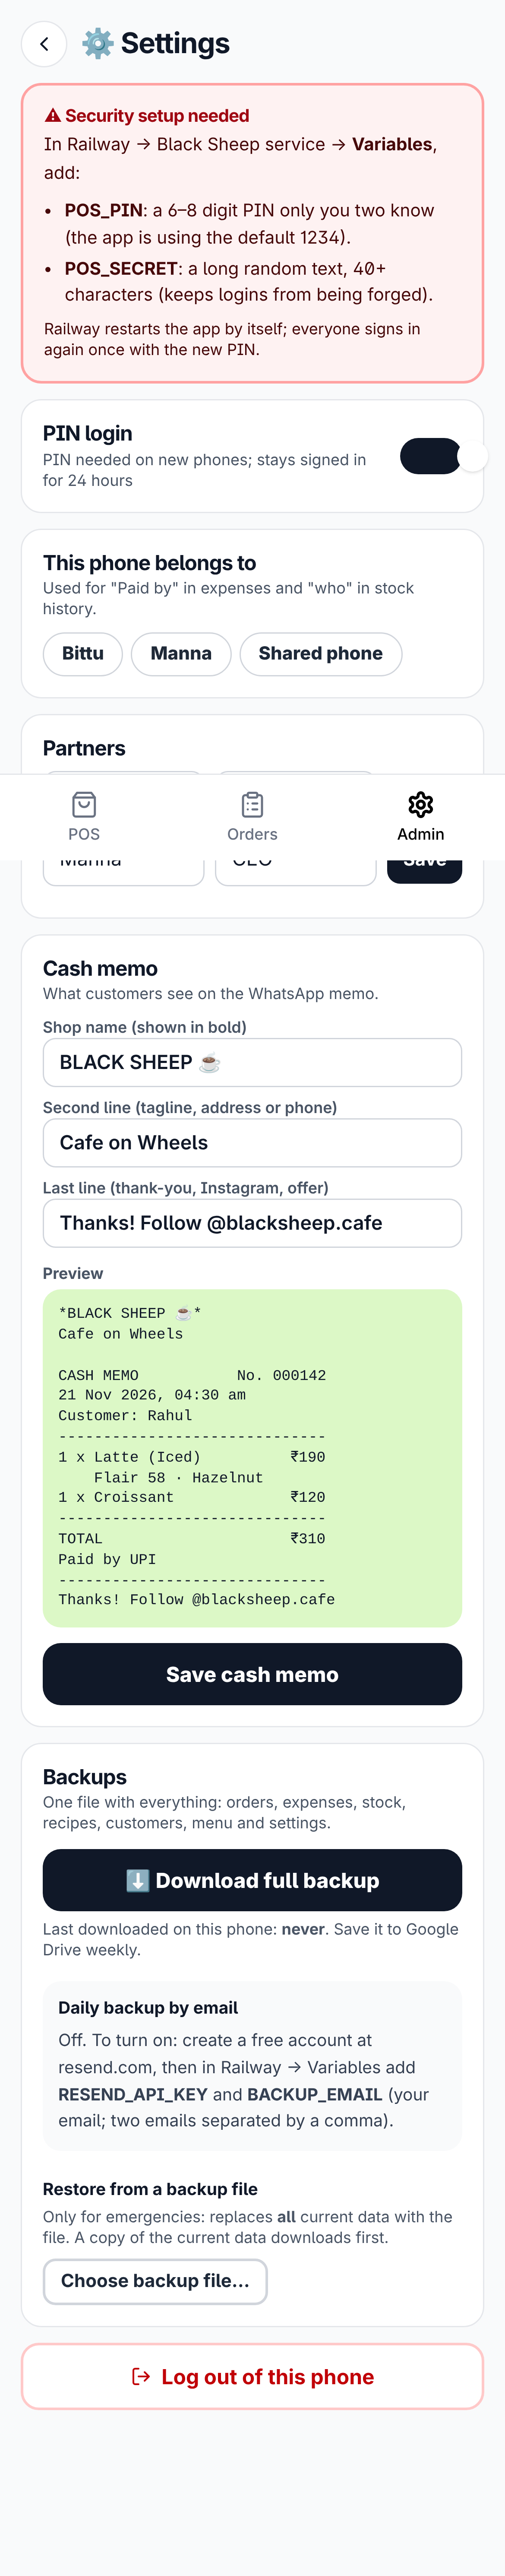 ⚙️ Settings
⚠ Security setup needed
In Railway → Black Sheep service → Variables,
add:
• POS_PIN: a 6–8 digit PIN only you two know
(the app is using the default 1234).
• POS_SECRET: a long random text, 40+
characters (keeps logins from being forged).
Railway restarts the app by itself; everyone signs in
again once with the new PIN.
PIN login
PIN needed on new phones; stays signed in
for 24 hours
This phone belongs to
Used for "Paid by" in expenses and "who" in stock
history.
Bittu Manna Shared phone
Partners
POS Orders Admin
Manna CEO Save
Cash memo
What customers see on the WhatsApp memo.
Shop name (shown in bold)
BLACK SHEEP ☕
Second line (tagline, address or phone)
Cafe on Wheels
Last line (thank-you, Instagram, offer)
Thanks! Follow @blacksheep.cafe
Preview
*BLACK SHEEP ☕*
Cafe on Wheels
CASH MEMO No. 000142
21 Nov 2026, 04:30 am
Customer: Rahul
------------------------------
1 x Latte (Iced) ₹190
Flair 58 · Hazelnut
1 x Croissant ₹120
------------------------------
TOTAL ₹310
Paid by UPI
------------------------------
Thanks! Follow @blacksheep.cafe
Save cash memo
Backups
One file with everything: orders, expenses, stock,
recipes, customers, menu and settings.
⬇️ Download full backup
Last downloaded on this phone: never. Save it to Google
Drive weekly.
Daily backup by email
Off. To turn on: create a free account at
resend.com, then in Railway → Variables add
RESEND_API_KEY and BACKUP_EMAIL (your
email; two emails separated by a comma).
Restore from a backup file
Only for emergencies: replaces all current data with the
file. A copy of the current data downloads first.
Choose backup file...
Log out of this phone